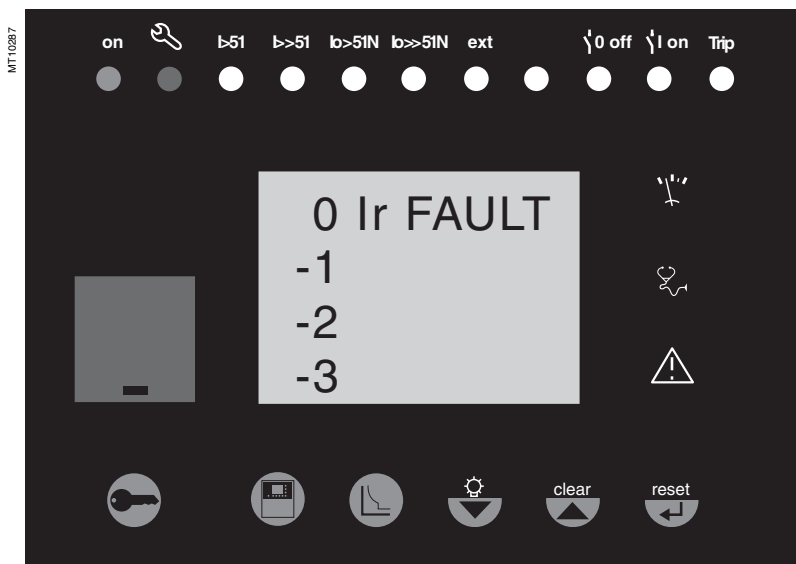 MT10287
on I>51 I>>51 Io>51N Io>>51N ext 0 off I on Trip
0 Ir FAULT
-1
-2
-3
clear reset